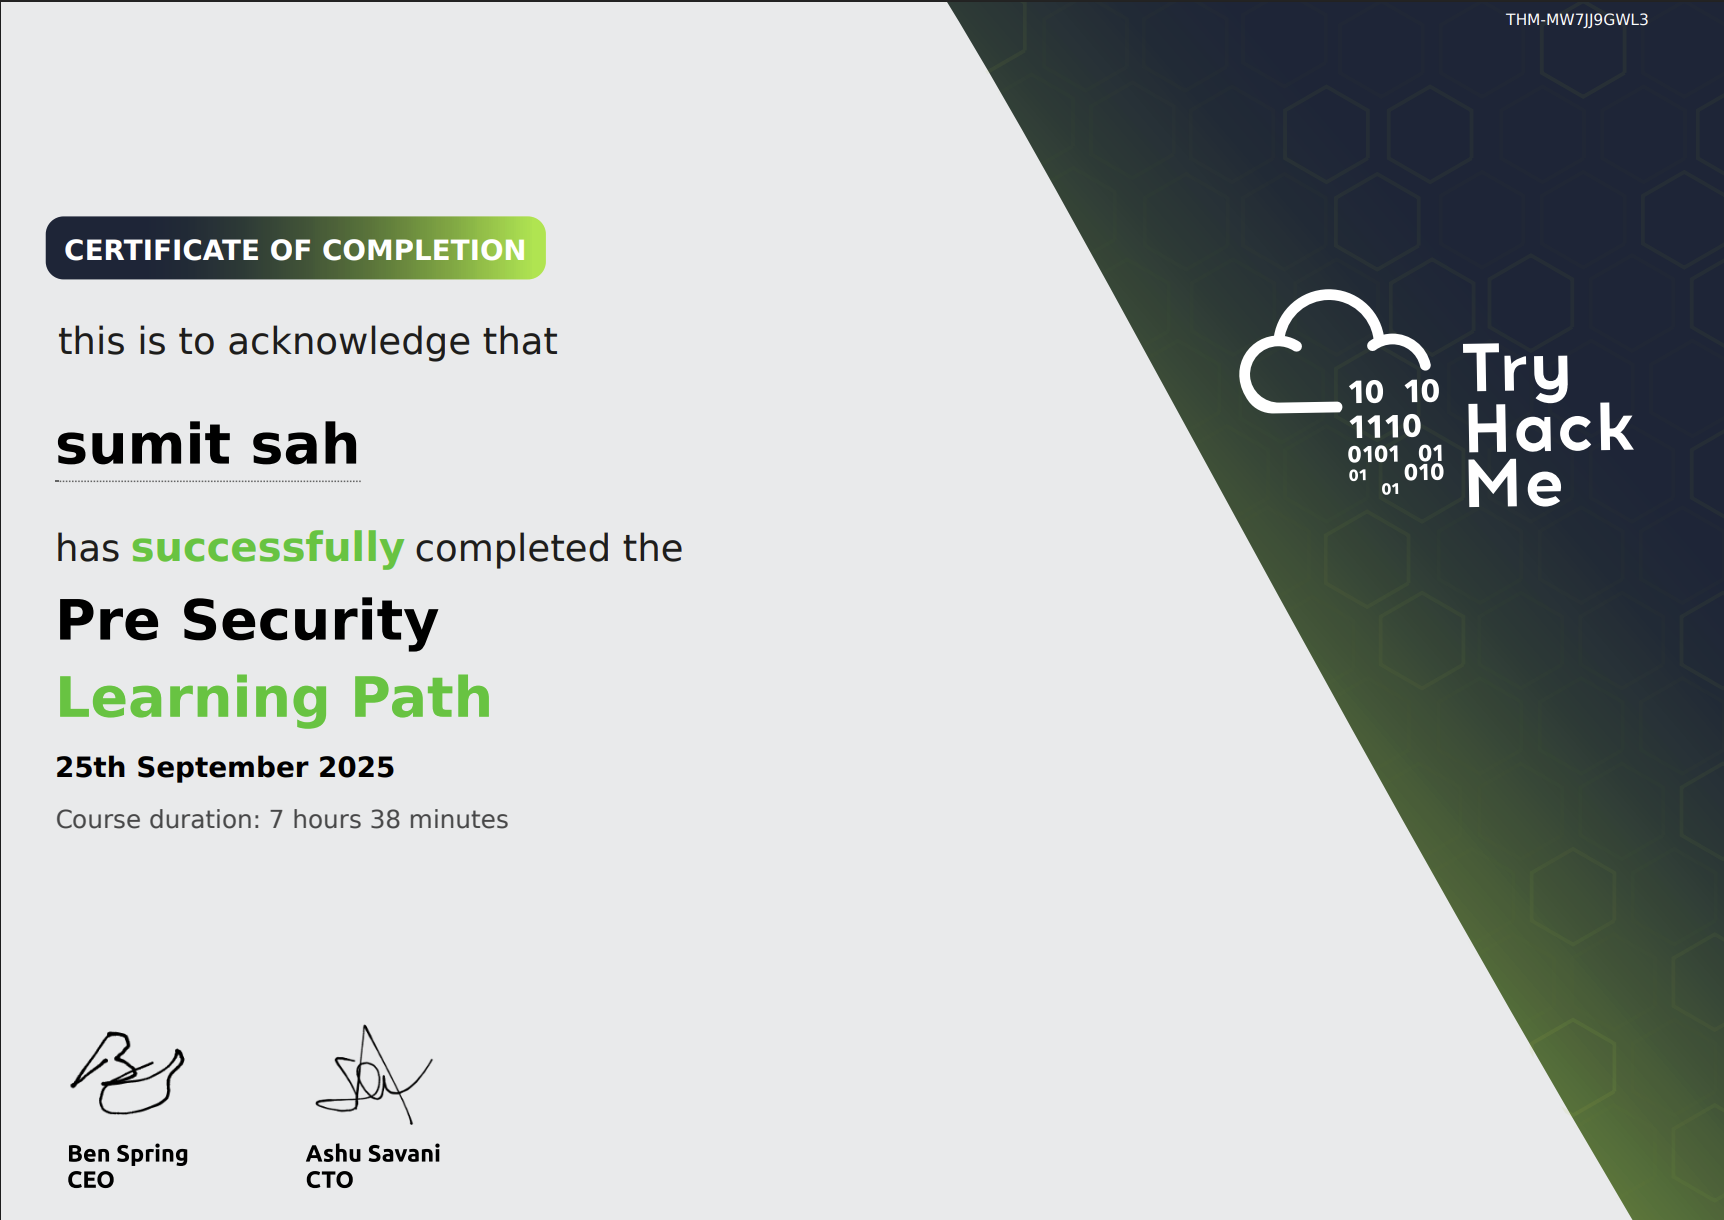 THM-MW7JJ9GWL3
CERTIFICATE OF COMPLETION
this is to acknowledge that
sumit sah
has successfully completed the
Pre Security
Learning Path
25th September 2025
Course duration: 7 hours 38 minutes
10 10
1110
0101 01
01 010
01
Try
Hack
Me
Ben Spring
CEO
Ashu Savani
CTO